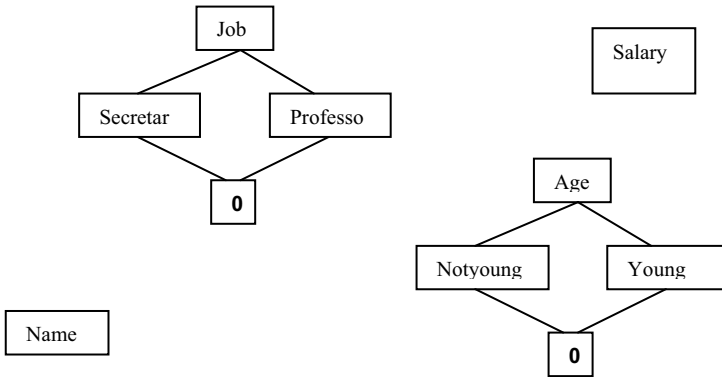 Job
Salary
Secretar
Professo
0
Age
Notyoung
Young
Name
0